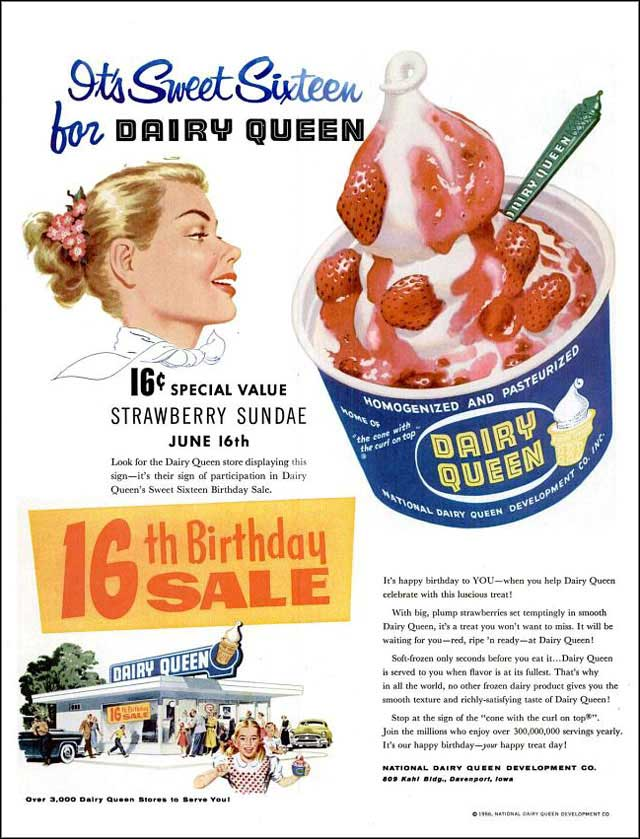 It's Sweet Sixteen
for DAIRY QUEEN
DAIRY QUEEN
16¢ SPECIAL VALUE
STRAWBERRY SUNDAE
JUNE 16th
Look for the Dairy Queen store displaying this
sign—it's their sign of participation in Dairy
Queen's Sweet Sixteen Birthday Sale.
HOMOGENIZED AND PASTEURIZED
HOME OF
"the cone with
the curl on top"
®
DAIRY
QUEEN
NATIONAL DAIRY QUEEN DEVELOPMENT CO. INC.
16th Birthday
SALE
It's happy birthday to YOU—when you help Dairy Queen
celebrate with this luscious treat!
With big, plump strawberries set temptingly in smooth
Dairy Queen, it's a treat you won't want to miss. It will be
waiting for you—red, ripe 'n ready—at Dairy Queen!
Soft-frozen only seconds before you eat it...Dairy Queen
is served to you when flavor is at its fullest. That's why
in all the world, no other frozen dairy product gives you the
smooth texture and richly-satisfying taste of Dairy Queen!
Stop at the sign of the "cone with the curl on top®".
Join the millions who enjoy over 300,000,000 servings yearly.
It's our happy birthday—your happy treat day!
NATIONAL DAIRY QUEEN DEVELOPMENT CO.
809 Kahl Bldg., Davenport, Iowa
DAIRY QUEEN
16th Birthday
SALE
Over 3,000 Dairy Queen Stores to Serve You!
© 1956, NATIONAL DAIRY QUEEN DEVELOPMENT CO.